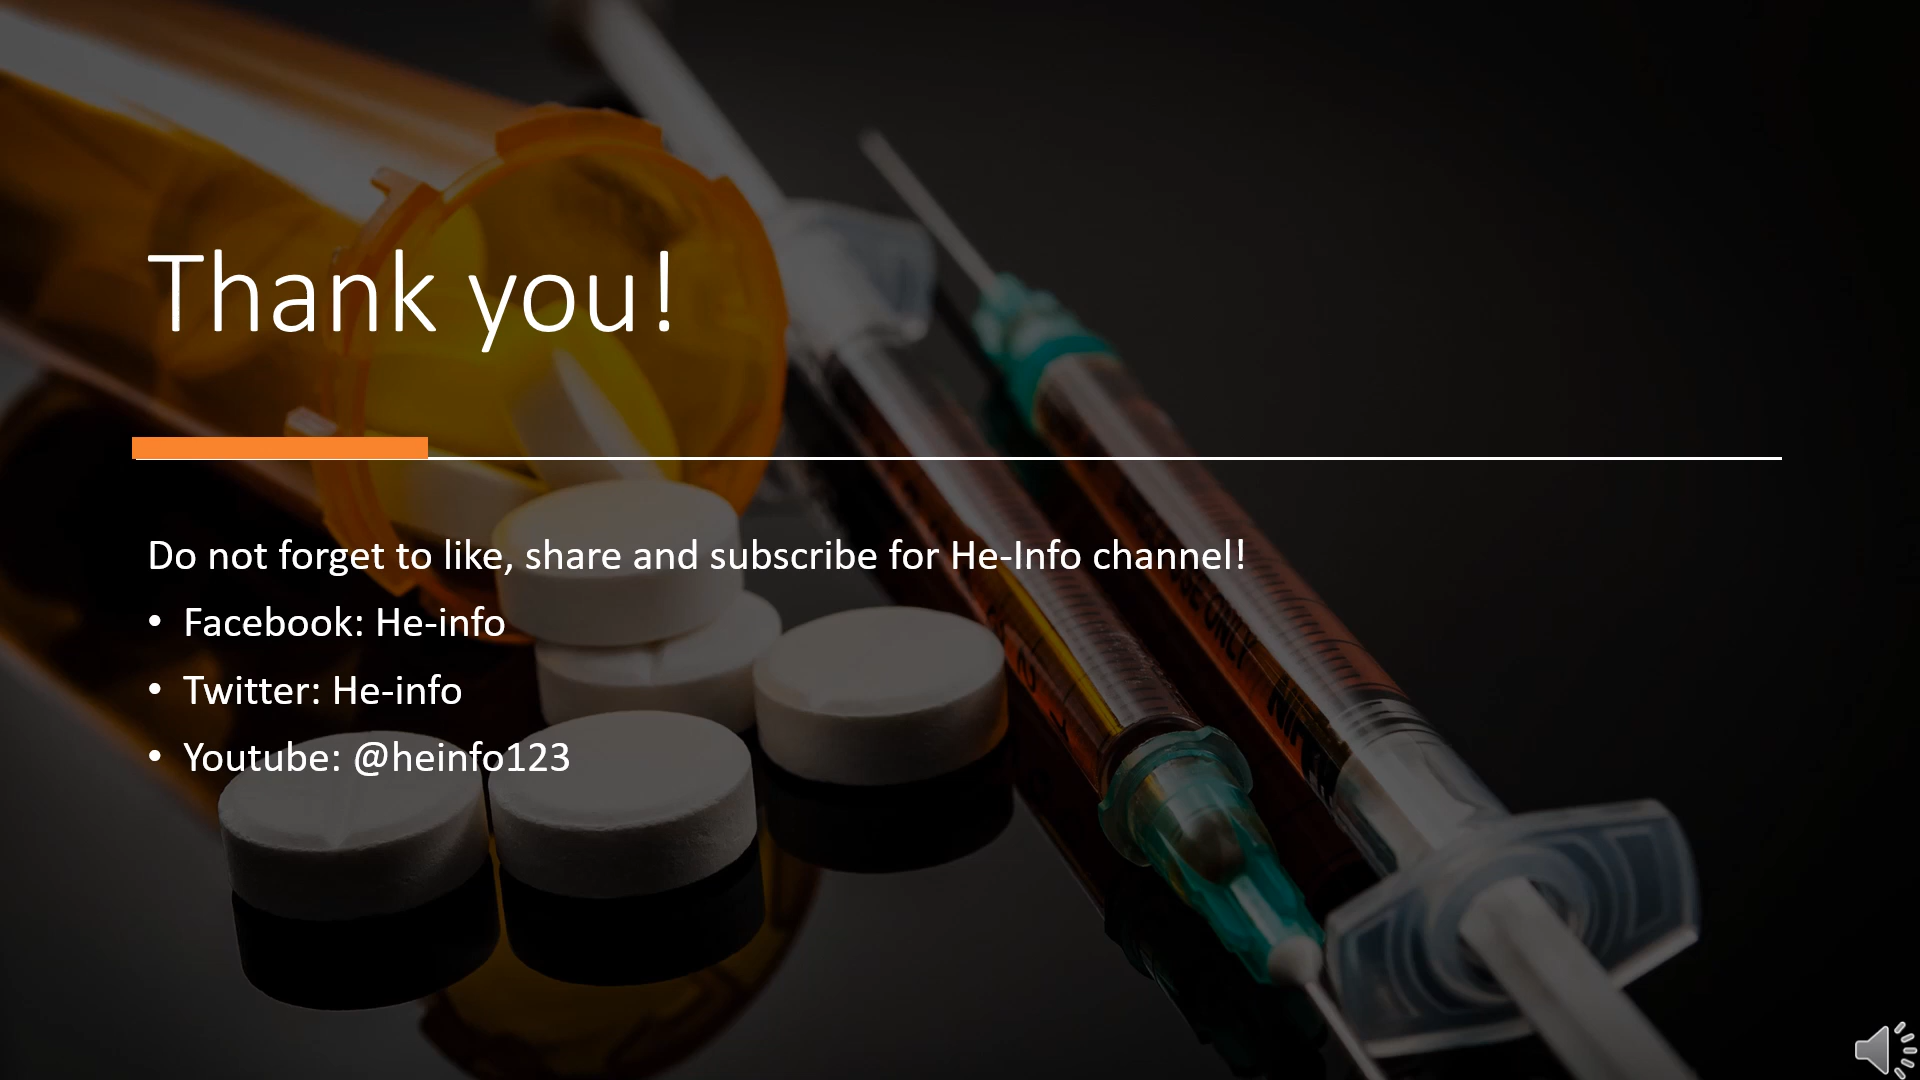 Thank you!
Do not forget to like, share and subscribe for He-Info channel!
• Facebook: He-info
• Twitter: He-info
• Youtube: @heinfo123